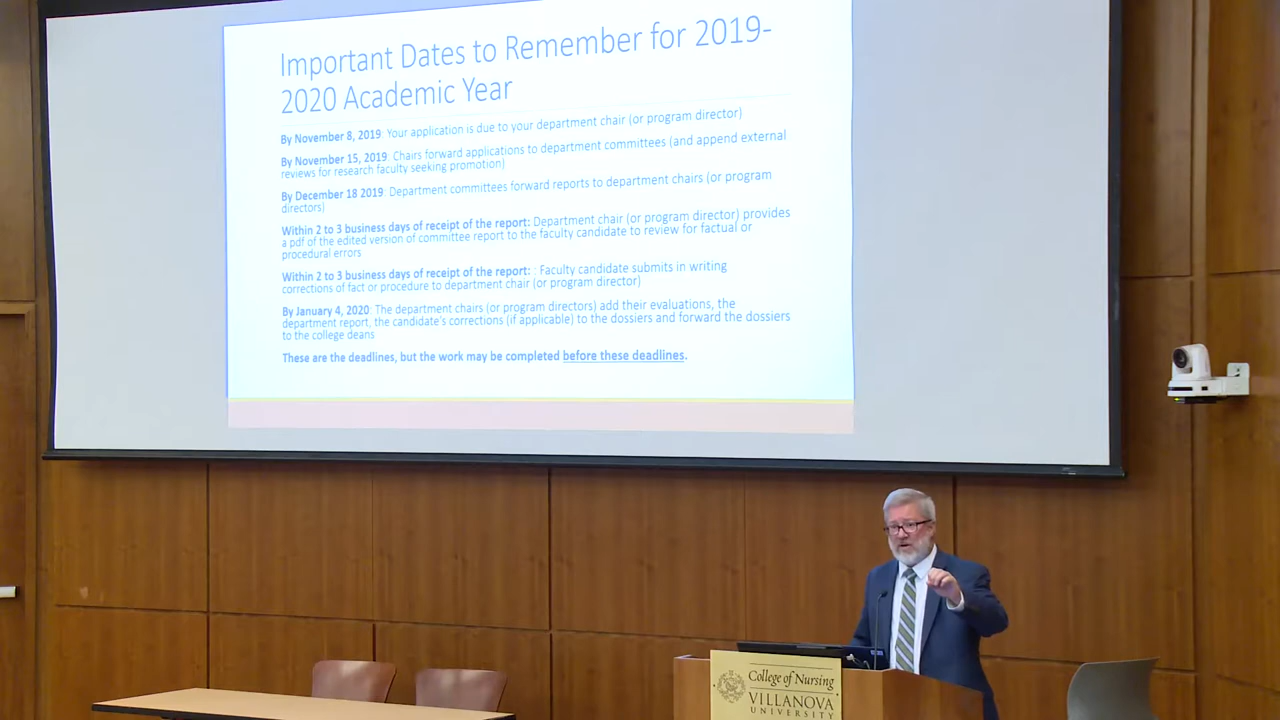 Important Dates to Remember for 2019-
2020 Academic Year
By November 8, 2019: Your application is due to your department chair (or program director)
By November 15, 2019: Chairs forward applications to department committees (and append external
reviews for research faculty seeking promotion)
By December 18 2019: Department committees forward reports to department chairs (or program
directors)
Within 2 to 3 business days of receipt of the report: Department chair (or program director) provides
a pdf of the edited version of committee report to the faculty candidate to review for factual or
procedural errors
Within 2 to 3 business days of receipt of the report: : Faculty candidate submits in writing
corrections of fact or procedure to department chair (or program director)
By January 4, 2020: The department chairs (or program directors) add their evaluations, the
department report, the candidate's corrections (if applicable) to the dossiers and forward the dossiers
to the college deans
These are the deadlines, but the work may be completed before these deadlines.
College of Nursing
VILLANOVA
UNIVERSITY